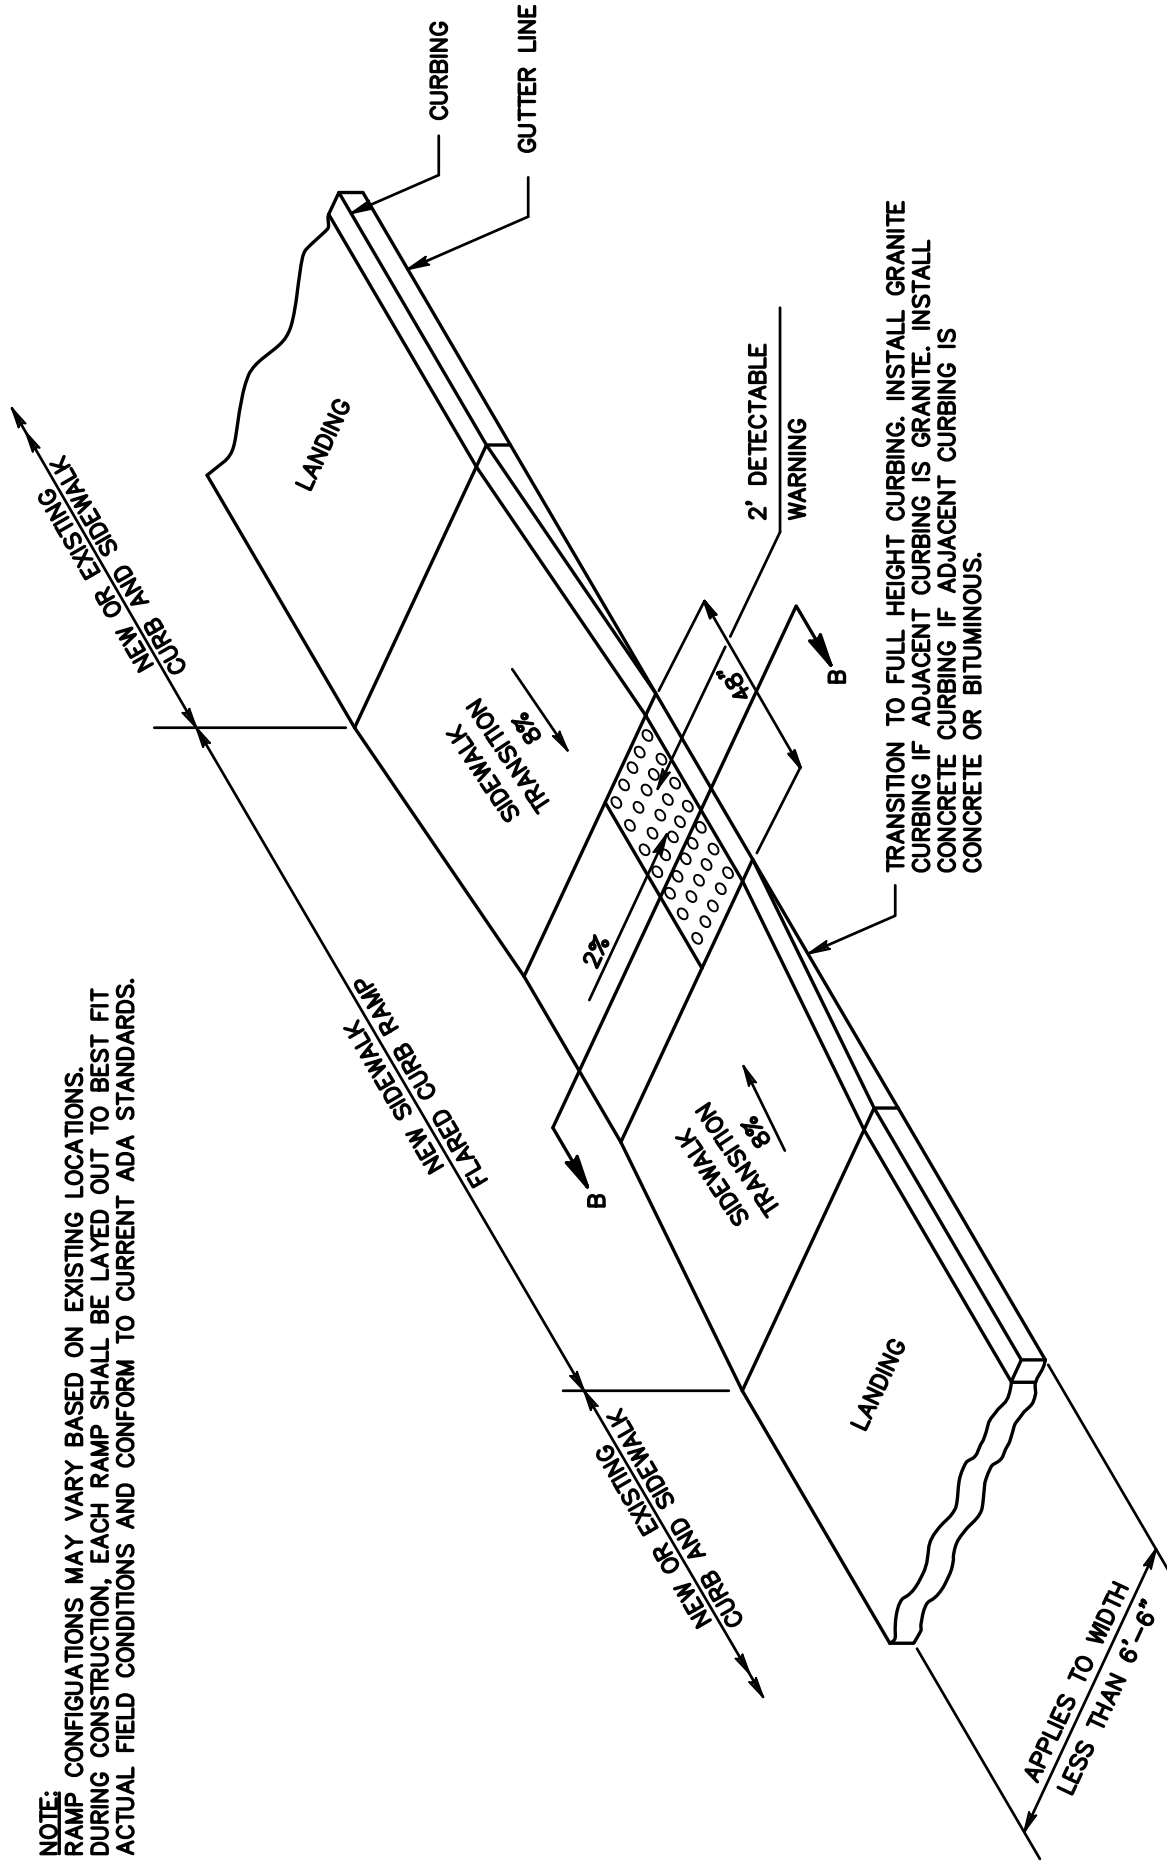 NOTE:
RAMP CONFIGUATIONS MAY VARY BASED ON EXISTING LOCATIONS.
DURING CONSTRUCTION, EACH RAMP SHALL BE LAYED OUT TO BEST FIT
ACTUAL FIELD CONDITIONS AND CONFORM TO CURRENT ADA STANDARDS.
NEW OR EXISTING
CURB AND SIDEWALK
NEW SIDEWALK
FLARED CURB RAMP
NEW OR EXISTING
CURB AND SIDEWALK
LANDING
SIDEWALK
TRANSITION
8%
B
2%
SIDEWALK
TRANSITION
8%
LANDING
CURBING
GUTTER LINE
2' DETECTABLE
WARNING
48"
B
TRANSITION TO FULL HEIGHT CURBING. INSTALL GRANITE
CURBING IF ADJACENT CURBING IS GRANITE. INSTALL
CONCRETE CURBING IF ADJACENT CURBING IS
CONCRETE OR BITUMINOUS.
APPLIES TO WIDTH
LESS THAN 6'-6"